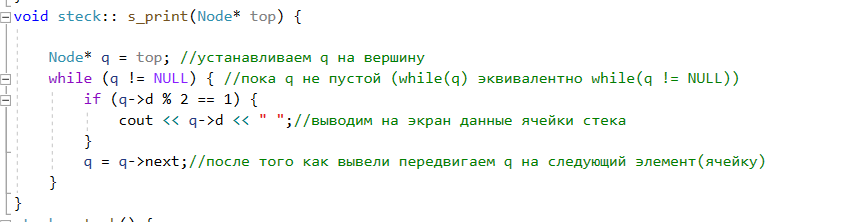 void steck:: s_print(Node* top) {
Node* q = top; //устанавливаем q на вершину
while (q != NULL) { //пока q не пустой (while(q) эквивалентно while(q != NULL))
if (q->d % 2 == 1) {
cout << q->d << " ";//выводим на экран данные ячейки стека
}
q = q->next;//после того как вывели передвигаем q на следующий элемент(ячейку)
}
}